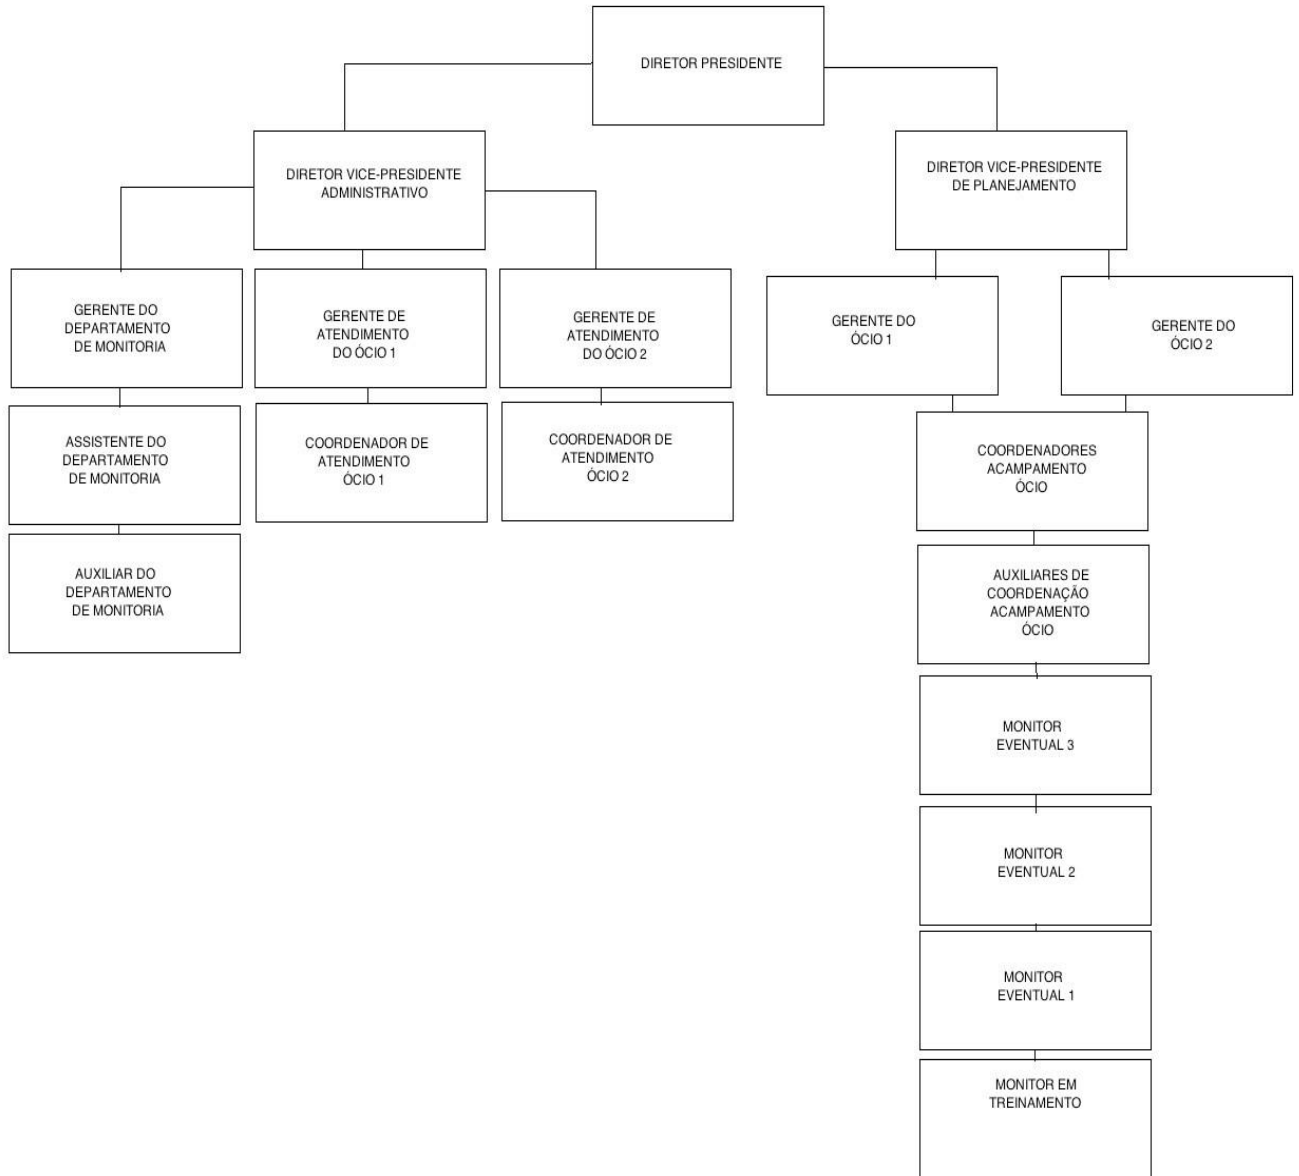 DIRETOR PRESIDENTE
DIRETOR VICE-PRESIDENTE
ADMINISTRATIVO
DIRETOR VICE-PRESIDENTE
DE PLANEJAMENTO
GERENTE DO
DEPARTAMENTO
DE MONITORIA
GERENTE DE
ATENDIMENTO
DO ÓCIO 1
GERENTE DE
ATENDIMENTO
DO ÓCIO 2
GERENTE DO
ÓCIO 1
GERENTE DO
ÓCIO 2
ASSISTENTE DO
DEPARTAMENTO
DE MONITORIA
COORDENADOR DE
ATENDIMENTO
ÓCIO 1
COORDENADOR DE
ATENDIMENTO
ÓCIO 2
COORDENADORES
ACAMPAMENTO
ÓCIO
AUXILIAR DO
DEPARTAMENTO
DE MONITORIA
AUXILIARES DE
COORDENAÇÃO
ACAMPAMENTO
ÓCIO
MONITOR
EVENTUAL 3
MONITOR
EVENTUAL 2
MONITOR
EVENTUAL 1
MONITOR EM
TREINAMENTO